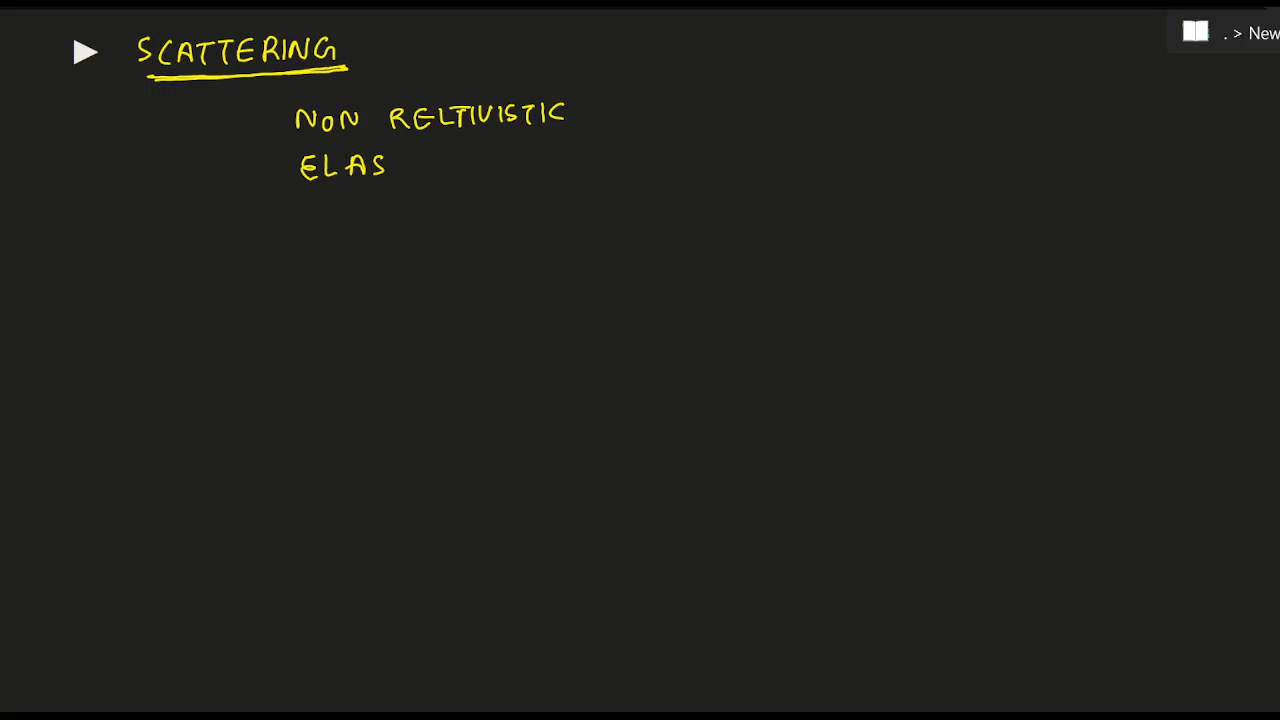 SCATTERING
. > New
NON RELTIVISTIC
ELAS